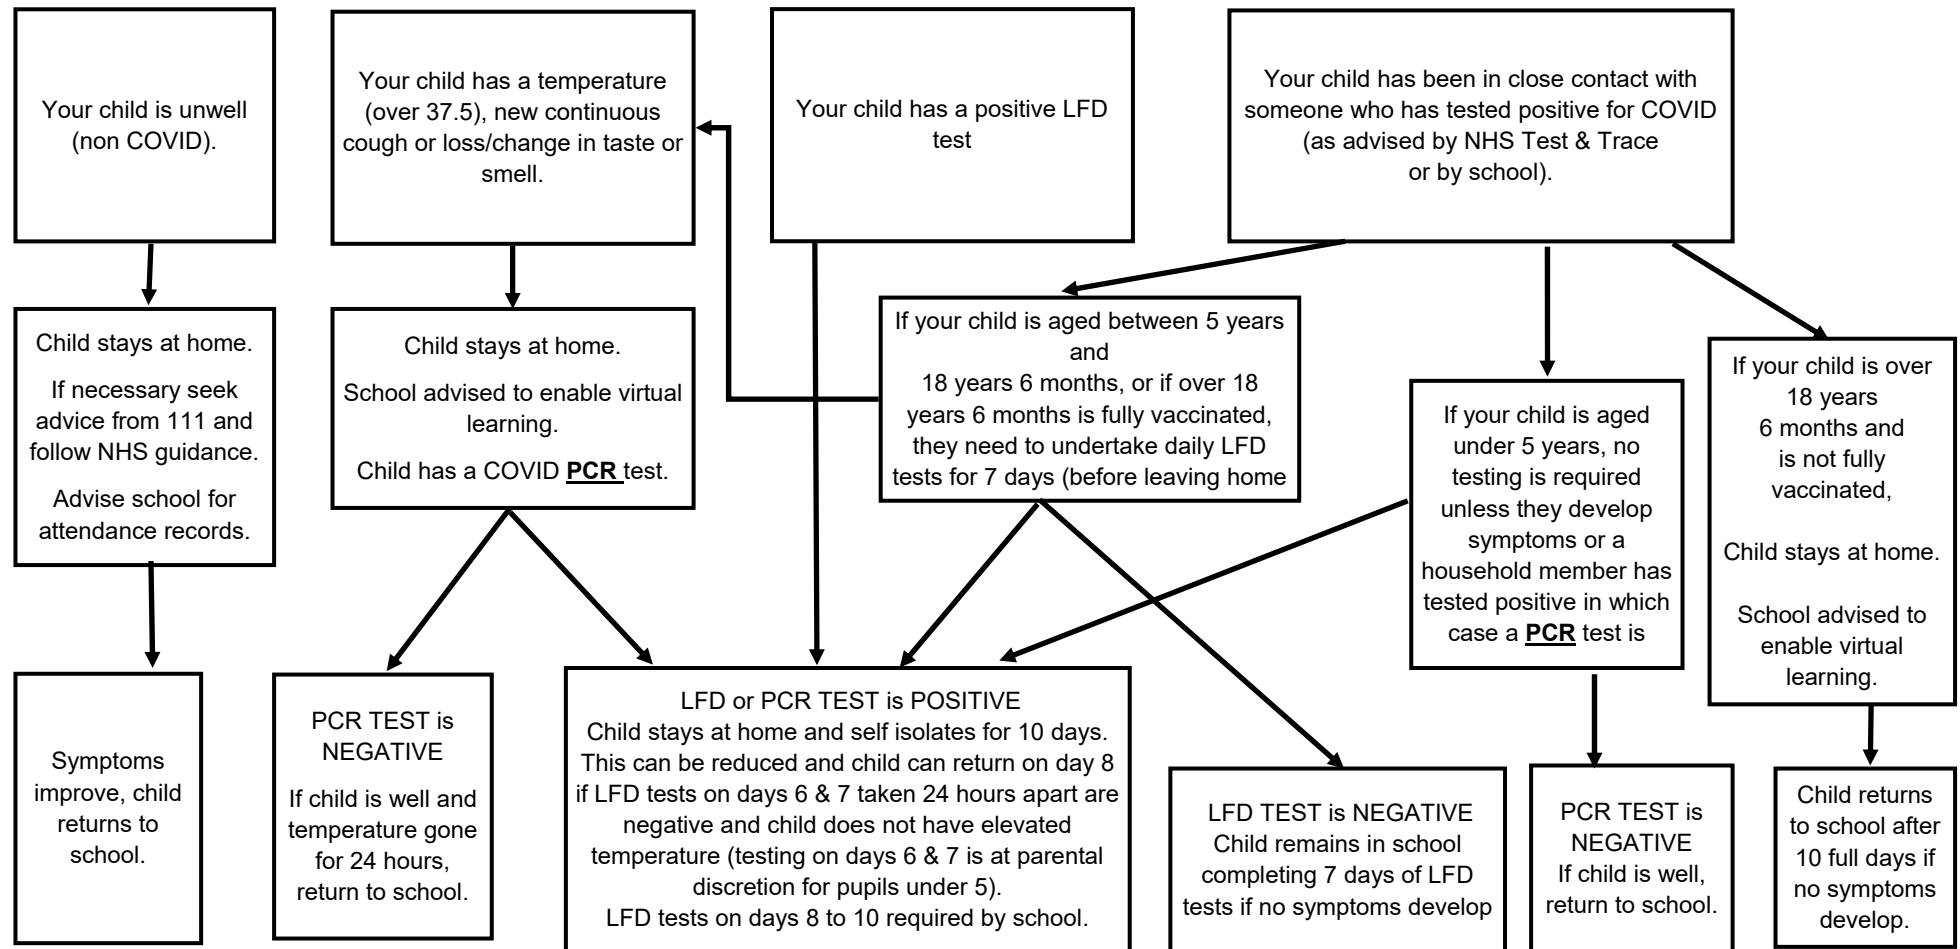 Your child is unwell
(non COVID).
Your child has a temperature
(over 37.5), new continuous
cough or loss/change in taste or
smell.
Your child has a positive LFD
test
Your child has been in close contact with
someone who has tested positive for COVID
(as advised by NHS Test & Trace
or by school).
Child stays at home.
If necessary seek
advice from 111 and
follow NHS guidance.
Advise school for
attendance records.
Child stays at home.
School advised to enable virtual
learning.
Child has a COVID PCR test.
If your child is aged between 5 years
and
18 years 6 months, or if over 18
years 6 months is fully vaccinated,
they need to undertake daily LFD
tests for 7 days (before leaving home
If your child is aged
under 5 years, no
testing is required
unless they develop
symptoms or a
household member has
tested positive in which
case a PCR test is
If your child is over
18 years
6 months and
is not fully
vaccinated,
Child stays at home.
School advised to
enable virtual
learning.
Symptoms
improve, child
returns to
school.
PCR TEST is
NEGATIVE
If child is well and
temperature gone
for 24 hours,
return to school.
LFD or PCR TEST is POSITIVE
Child stays at home and self isolates for 10 days.
This can be reduced and child can return on day 8
if LFD tests on days 6 & 7 taken 24 hours apart are
negative and child does not have elevated
temperature (testing on days 6 & 7 is at parental
discretion for pupils under 5).
LFD tests on days 8 to 10 required by school.
LFD TEST is NEGATIVE
Child remains in school
completing 7 days of LFD
tests if no symptoms develop
PCR TEST is
NEGATIVE
If child is well,
return to school.
Child returns
to school after
10 full days if
no symptoms
develop.